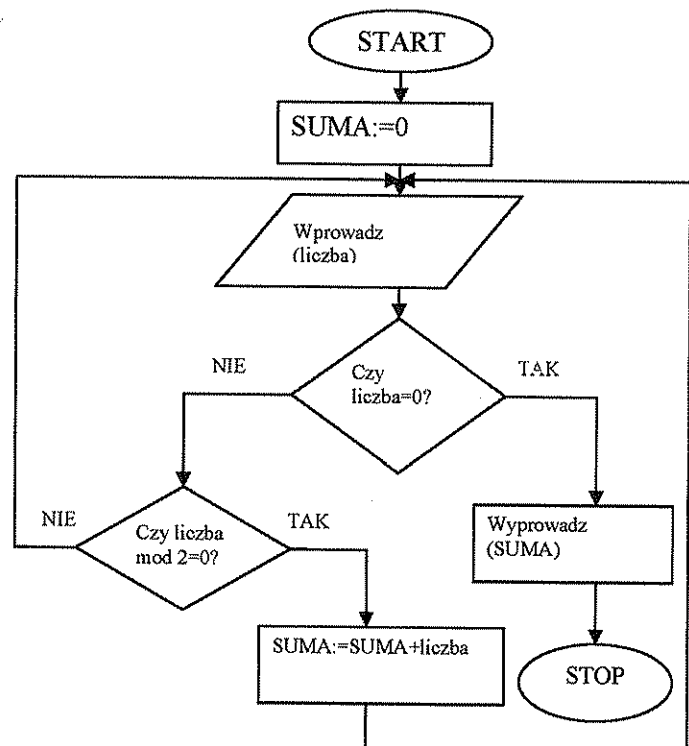 START
SUMA:=0
Wprowadz
(liczba)
NIE
TAK
Czy
liczba=0?
NIE
TAK
Czy liczba
mod 2=0?
Wyprowadz
(SUMA)
SUMA:=SUMA+liczba
STOP